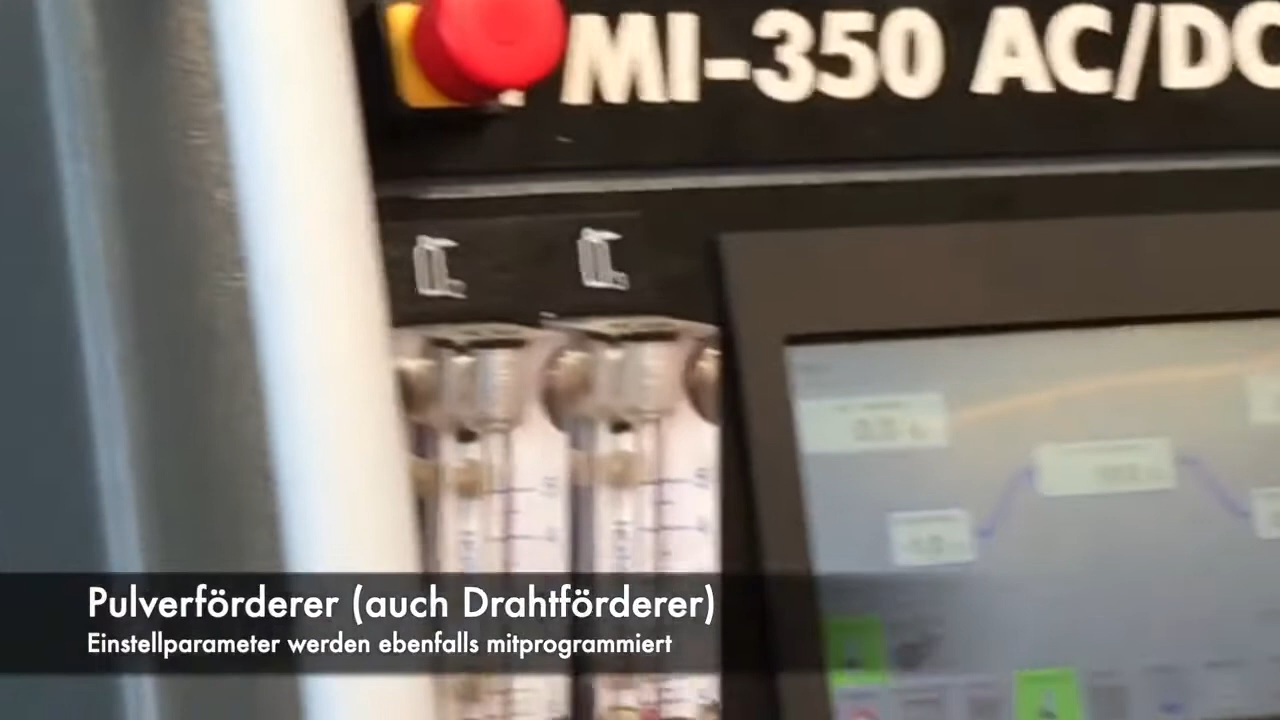 MI-350 AC/DC
Pulverförderer (auch Drahtförderer)
Einstellparameter werden ebenfalls mitprogrammiert